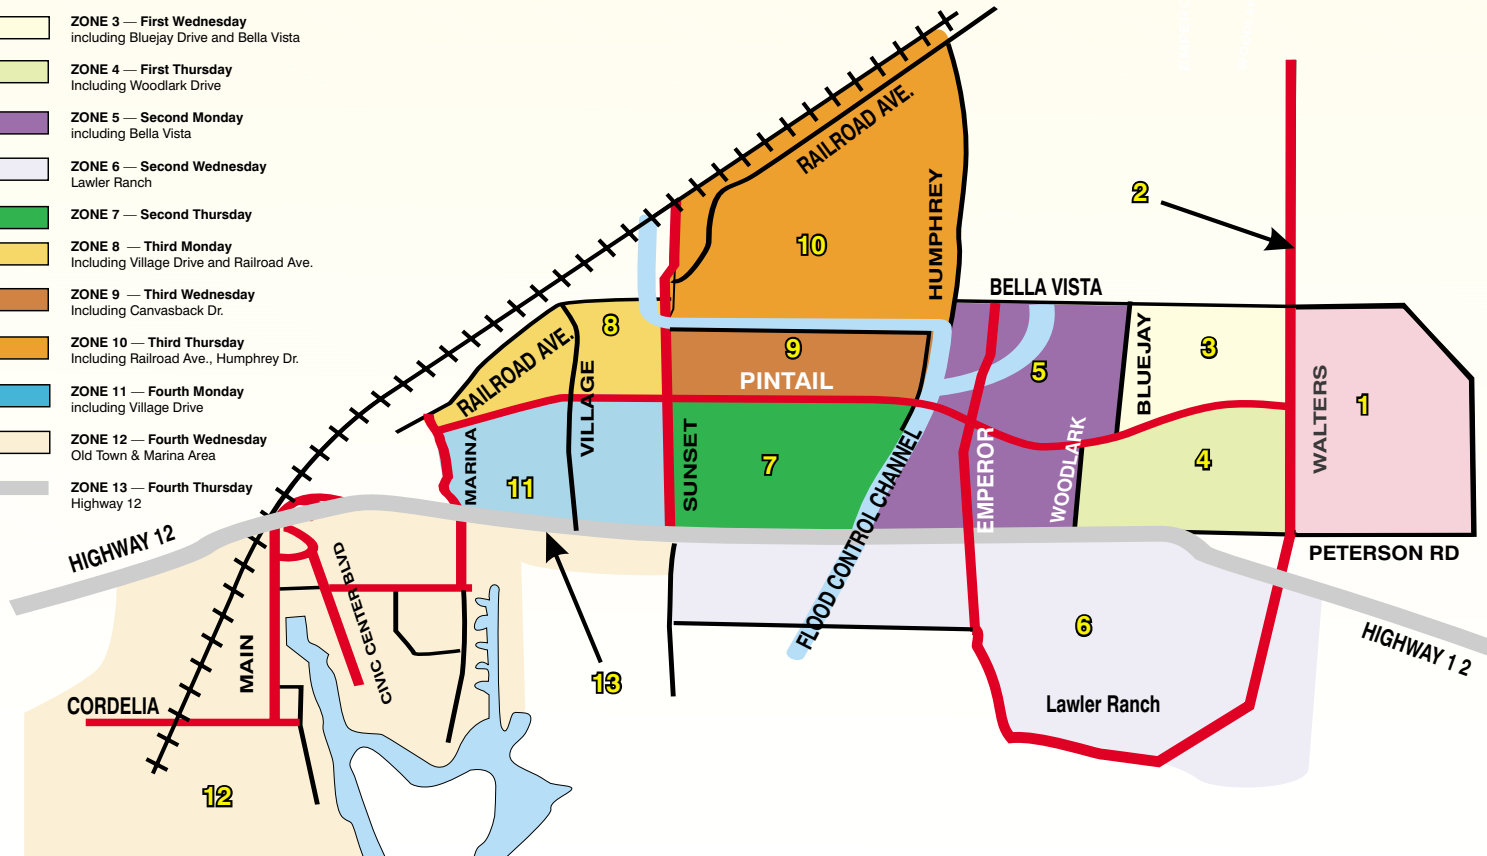 ZONE 3 — First Wednesday
including Bluejay Drive and Bella Vista
ZONE 4 — First Thursday
Including Woodlark Drive
ZONE 5 — Second Monday
including Bella Vista
ZONE 6 — Second Wednesday
Lawler Ranch
ZONE 7 — Second Thursday
ZONE 8 — Third Monday
Including Village Drive and Railroad Ave.
ZONE 9 — Third Wednesday
Including Canvasback Dr.
ZONE 10 — Third Thursday
Including Railroad Ave., Humphrey Dr.
ZONE 11 — Fourth Monday
including Village Drive
ZONE 12 — Fourth Wednesday
Old Town & Marina Area
ZONE 13 — Fourth Thursday
Highway 12
RAILROAD AVE.
HUMPHREY
10
2
BELLA VISTA
8
RAILROAD AVE.
VILLAGE
9
PINTAIL
5
BLUEJAY
3
WALTERS
1
MARINA
11
SUNSET
7
FLOOD CONTROL CHANNEL
EMPEROR
WOODLARK
4
HIGHWAY 12
PETERSON RD
CIVIC CENTER BLVD
MAIN
CORDELIA
13
6
HIGHWAY 1 2
Lawler Ranch
12